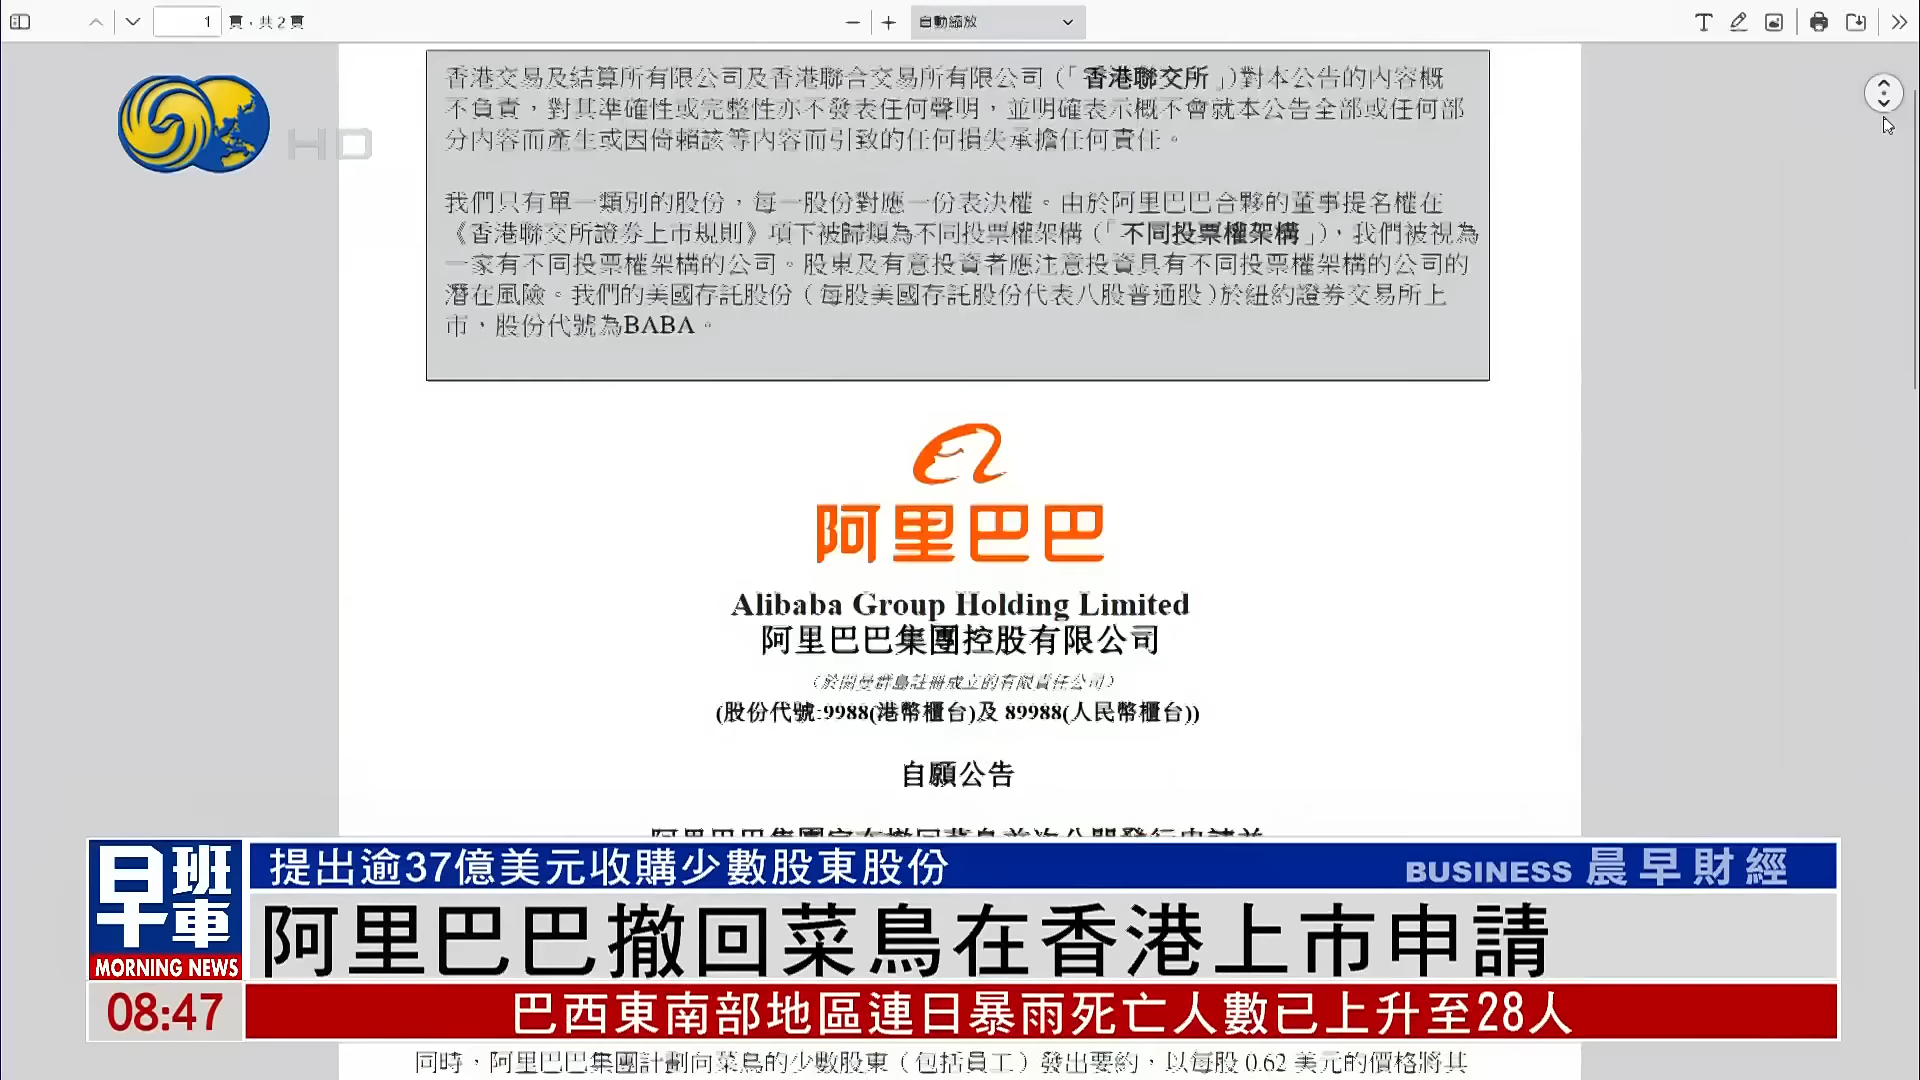 1 頁，共 2 頁
自動縮放
HD
香港交易及結算所有限公司及香港聯合交易所有限公司（「香港聯交所」）對本公告的內容概
不負責，對其準確性或完整性亦不發表任何聲明，並明確表示概不會就本公告全部或任何部
分內容而產生或因倚賴該等內容而引致的任何損失承擔任何責任。
我們只有單一類別的股份，每一股份對應一份表決權。由於阿里巴巴合夥的董事提名權在
《香港聯交所證券上市規則》項下被歸類為不同投票權架構（「不同投票權架構」），我們被視為
一家有不同投票權架構的公司。股東及有意投資者應注意投資具有不同投票權架構的公司的
潛在風險。我們的美國存託股份（每股美國存託股份代表八股普通股）於紐約證券交易所上
市，股份代號為BABA。
阿里巴巴
Alibaba Group Holding Limited
阿里巴巴集團控股有限公司
（於開曼群島註冊成立的有限責任公司）
(股份代號:9988(港幣櫃台)及 89988(人民幣櫃台))
自願公告
早班車
MORNING NEWS
提出逾37億美元收購少數股東股份
BUSINESS 晨早財經
阿里巴巴撤回菜鳥在香港上市申請
08:47
巴西東南部地區連日暴雨死亡人數已上升至28人
同時，阿里巴巴集團計劃向菜鳥的少數股東（包括員工）發出要約，以每股 0.62 美元的價格將其